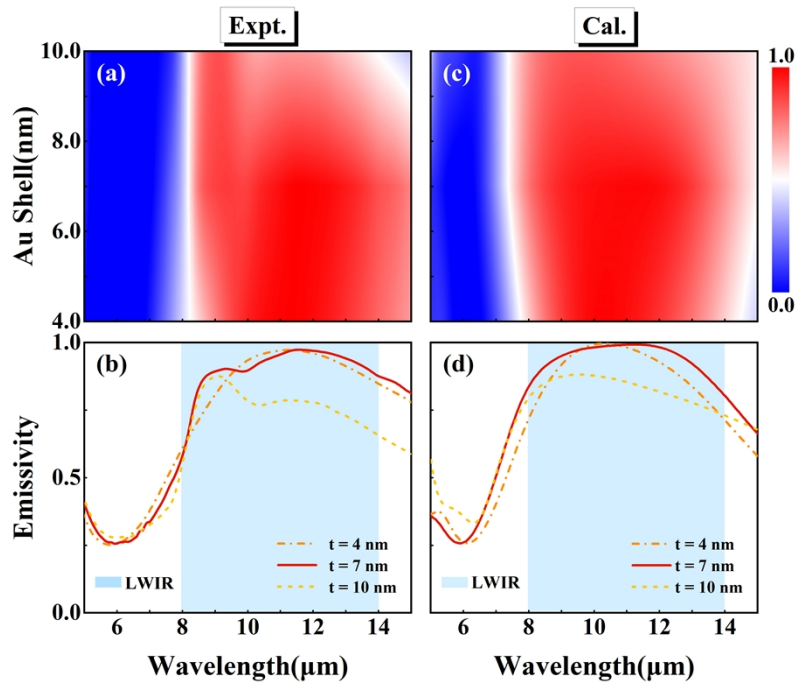 Expt.
Cal.
(a)
(c)
Au Shell(nm)
10.0
8.0
6.0
4.0
1.0
0.0
(b)
(d)
Emissivity
1.0
0.5
0.0
t = 4 nm
t = 7 nm
t = 10 nm
LWIR
t = 4 nm
t = 7 nm
t = 10 nm
LWIR
6 8 10 12 14
6 8 10 12 14
Wavelength(μm)
Wavelength(μm)